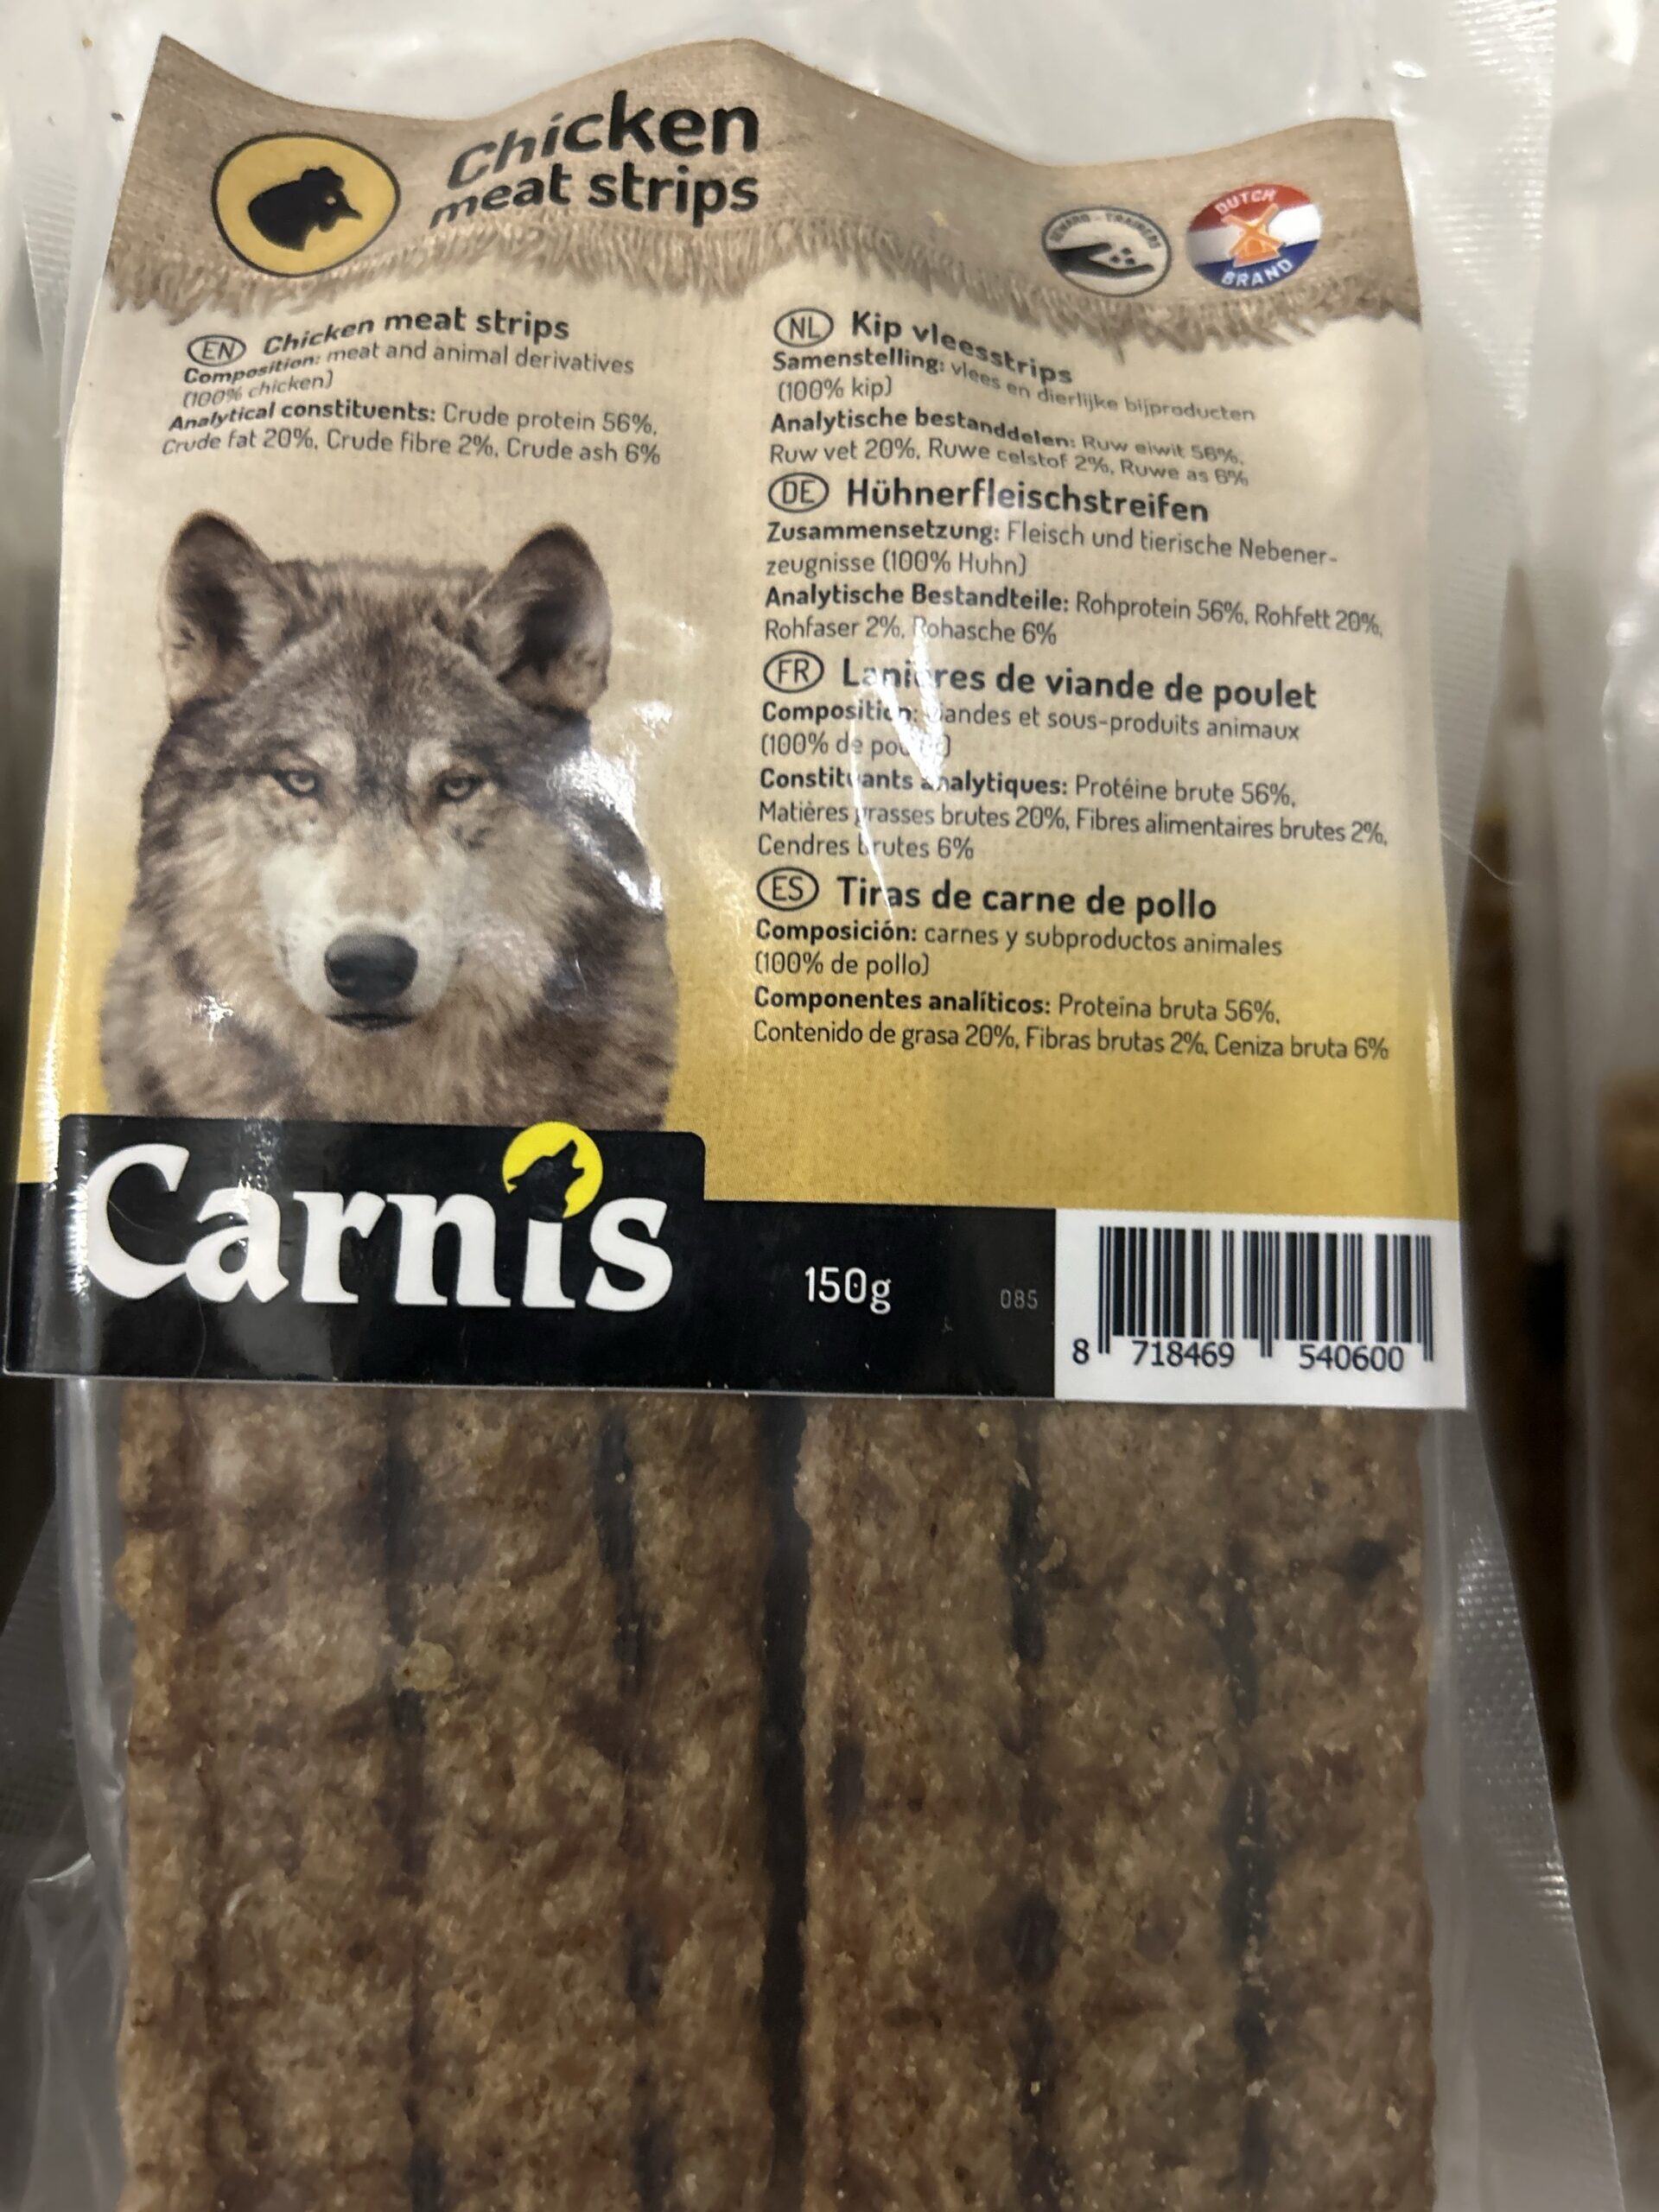 Chicken
meat strips
REWARD - TRAINERS
DUTCH
BRAND
EN Chicken meat strips
Composition: meat and animal derivatives
(100% chicken)
Analytical constituents: Crude protein 56%,
Crude fat 20%, Crude fibre 2%, Crude ash 6%
NL Kip vleesstrips
Samenstelling: vlees en dierlijke bijproducten
(100% kip)
Analytische bestanddelen: Ruw eiwit 56%,
Ruw vet 20%, Ruwe celstof 2%, Ruwe as 6%
DE Hühnerfleischstreifen
Zusammensetzung: Fleisch und tierische Nebener-
zeugnisse (100% Huhn)
Analytische Bestandteile: Rohprotein 56%, Rohfett 20%,
Rohfaser 2%, Rohasche 6%
FR Lanières de viande de poulet
Composition: viandes et sous-produits animaux
(100% de poulet)
Constituants analytiques: Protéine brute 56%,
Matières grasses brutes 20%, Fibres alimentaires brutes 2%,
Cendres brutes 6%
ES Tiras de carne de pollo
Composición: carnes y subproductos animales
(100% de pollo)
Componentes analíticos: Proteína bruta 56%,
Contenido de grasa 20%, Fibras brutas 2%, Ceniza bruta 6%
Carnis
150g
085
8 718469 540600